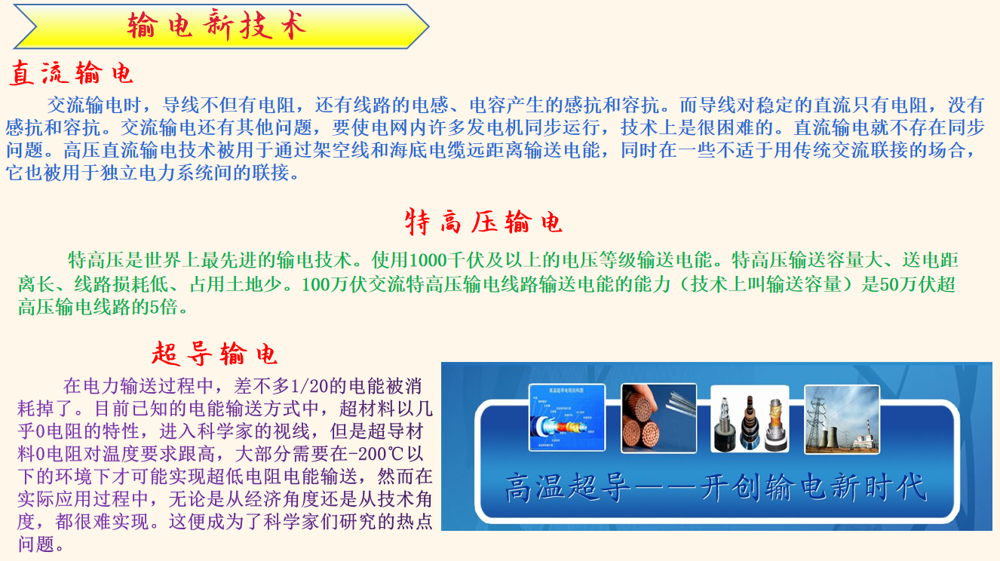 输电新技术
直流输电
交流输电时，导线不但有电阻，还有线路的电感、电容产生的感抗和容抗。而导线对稳定的直流只有电阻，没有
感抗和容抗。交流输电还有其他问题，要使电网内许多发电机同步运行，技术上是很困难的。直流输电就不存在同步
问题。高压直流输电技术被用于通过架空线和海底电缆远距离输送电能，同时在一些不适于用传统交流联接的场合，
它也被用于独立电力系统间的联接。
特高压输电
特高压是世界上最先进的输电技术。使用1000千伏及以上的电压等级输送电能。特高压输送容量大、送电距
离长、线路损耗低、占用土地少。100万伏交流特高压输电线路输送电能的能力（技术上叫输送容量）是50万伏超
高压输电线路的5倍。
超导输电
在电力输送过程中，差不多1/20的电能被消
耗掉了。目前已知的电能输送方式中，超材料以几
乎0电阻的特性，进入科学家的视线，但是超导材
料0电阻对温度要求跟高，大部分需要在-200℃以
下的环境下才可能实现超低电阻电能输送，然而在
实际应用过程中，无论是从经济角度还是从技术角
度，都很难实现。这便成为了科学家们研究的热点
问题。
高温超导电缆结构图
高温超导——开创输电新时代